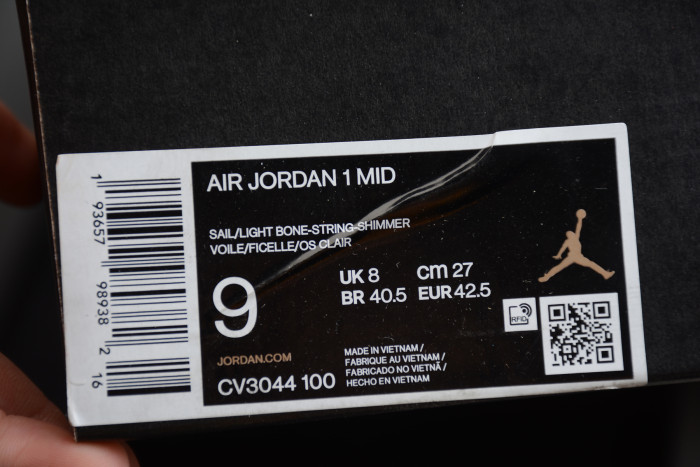 AIR JORDAN 1 MID
SAIL/LIGHT BONE-STRING-SHIMMER
VOILE/FICELLE/OS CLAIR
9
UK 8 cm 27
BR 40.5 EUR 42.5
RFID
JORDAN.COM
CV3044 100
MADE IN VIETNAM /
FABRIQUE AU VIETNAM /
FABRICADO NO VIETNÃ /
HECHO EN VIETNAM
1 93657 98938 2 16